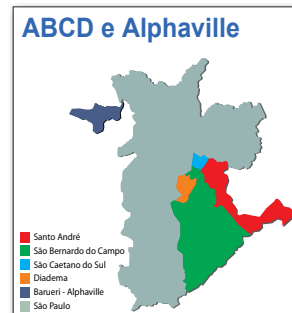 ABCD e Alphaville
Santo André
São Bernardo do Campo
São Caetano do Sul
Diadema
Barueri - Alphaville
São Paulo